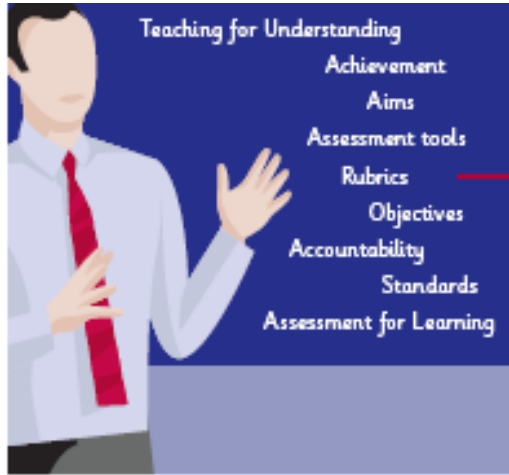 Teaching for Understanding
Achievement
Aims
Assessment tools
Rubrics
Objectives
Accountability
Standards
Assessment for Learning